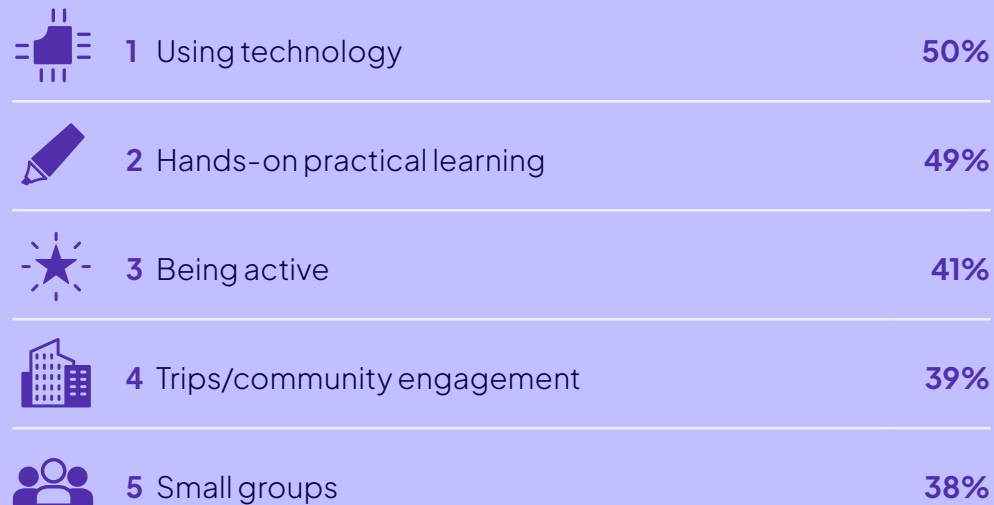 1 Using technology 50%
2 Hands-on practical learning 49%
3 Being active 41%
4 Trips/community engagement 39%
5 Small groups 38%